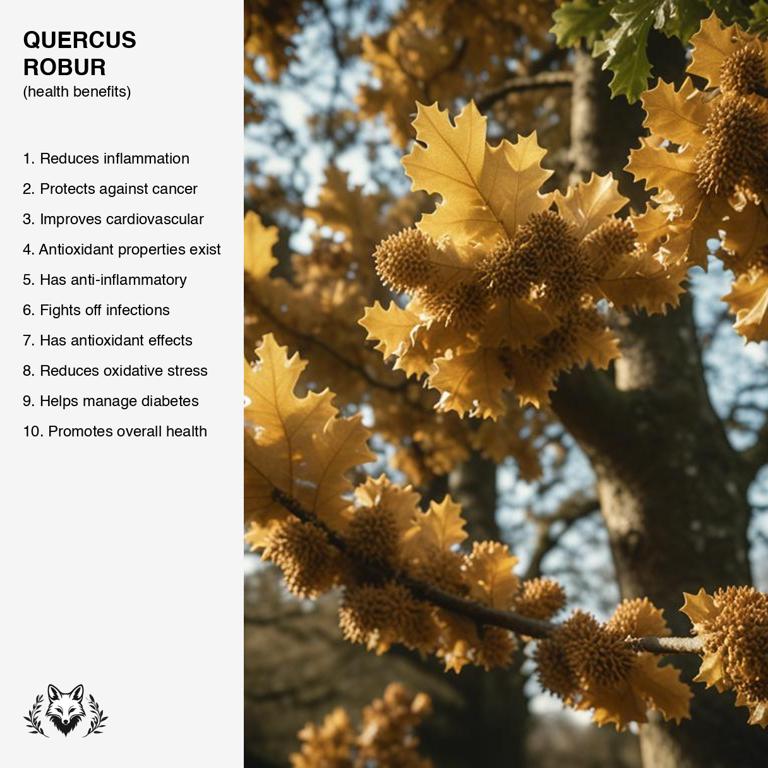 QUERCUS
ROBUR
(health benefits)
1. Reduces inflammation
2. Protects against cancer
3. Improves cardiovascular
4. Antioxidant properties exist
5. Has anti-inflammatory
6. Fights off infections
7. Has antioxidant effects
8. Reduces oxidative stress
9. Helps manage diabetes
10. Promotes overall health